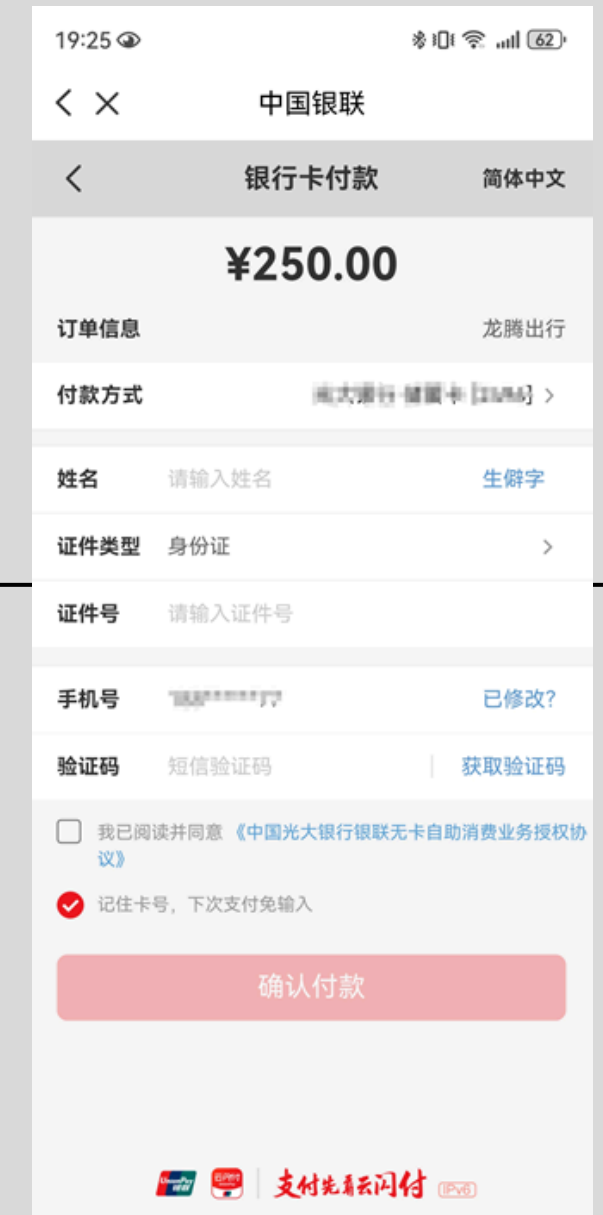 19:25
62
中国银联
银行卡付款 简体中文
¥250.00
订单信息 龙腾出行
付款方式
姓名 请输入姓名 生僻字
证件类型 身份证
证件号 请输入证件号
手机号 已修改?
验证码 短信验证码 获取验证码
我已阅读并同意《中国光大银行银联无卡自助消费业务授权协
议》
记住卡号，下次支付免输入
确认付款
UnionPay 银联 云闪付 支付先看云闪付 IPv6